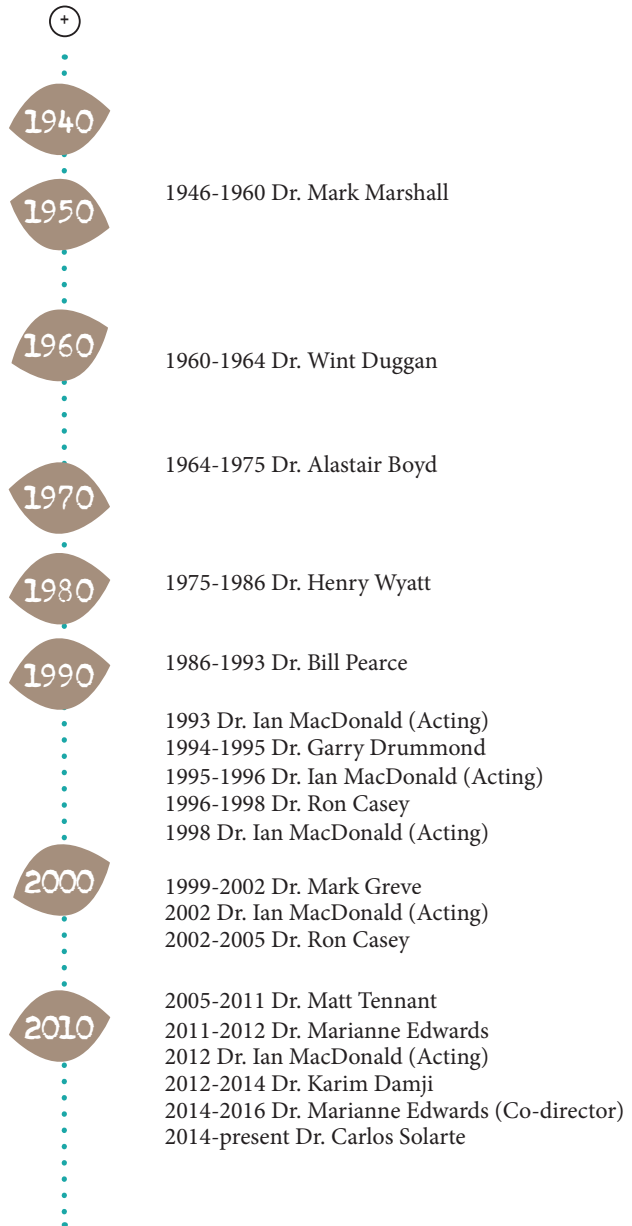 +
1940
1946-1960 Dr. Mark Marshall
1950
1960
1960-1964 Dr. Wint Duggan
1964-1975 Dr. Alastair Boyd
1970
1975-1986 Dr. Henry Wyatt
1980
1986-1993 Dr. Bill Pearce
1990
1993 Dr. Ian MacDonald (Acting)
1994-1995 Dr. Garry Drummond
1995-1996 Dr. Ian MacDonald (Acting)
1996-1998 Dr. Ron Casey
1998 Dr. Ian MacDonald (Acting)
2000
1999-2002 Dr. Mark Greve
2002 Dr. Ian MacDonald (Acting)
2002-2005 Dr. Ron Casey
2005-2011 Dr. Matt Tennant
2010
2011-2012 Dr. Marianne Edwards
2012 Dr. Ian MacDonald (Acting)
2012-2014 Dr. Karim Damji
2014-2016 Dr. Marianne Edwards (Co-director)
2014-present Dr. Carlos Solarte